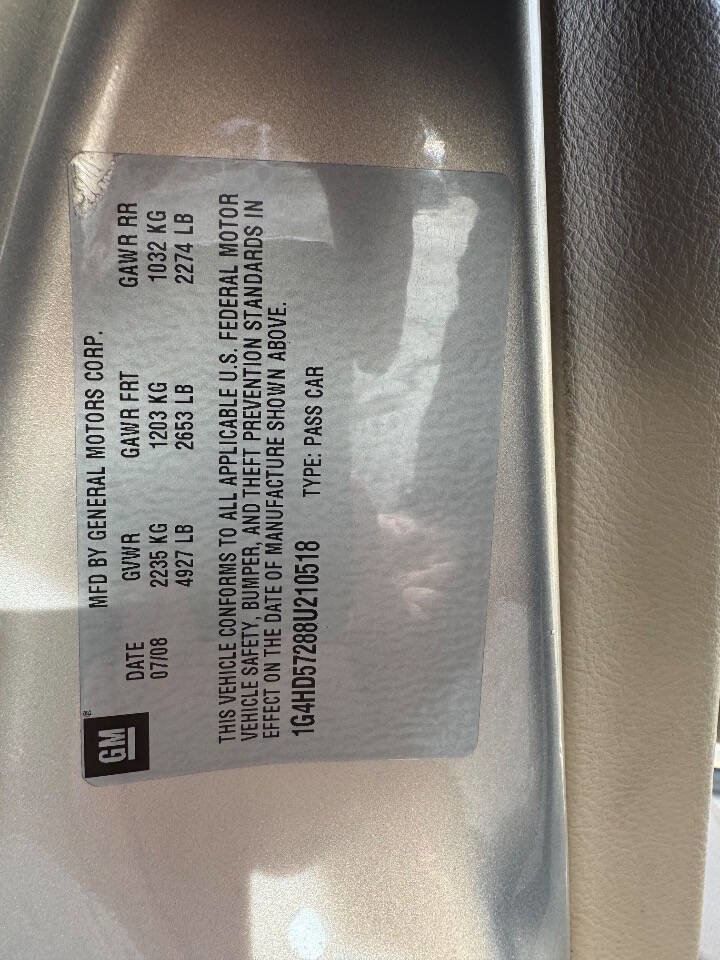 GM ®
MFD BY GENERAL MOTORS CORP.
DATE GVWR GAWR FRT GAWR RR
07/08 2235 KG 1203 KG 1032 KG
4927 LB 2653 LB 2274 LB
THIS VEHICLE CONFORMS TO ALL APPLICABLE U.S. FEDERAL MOTOR
VEHICLE SAFETY, BUMPER, AND THEFT PREVENTION STANDARDS IN
EFFECT ON THE DATE OF MANUFACTURE SHOWN ABOVE.
1G4HD57288U210518 TYPE: PASS CAR